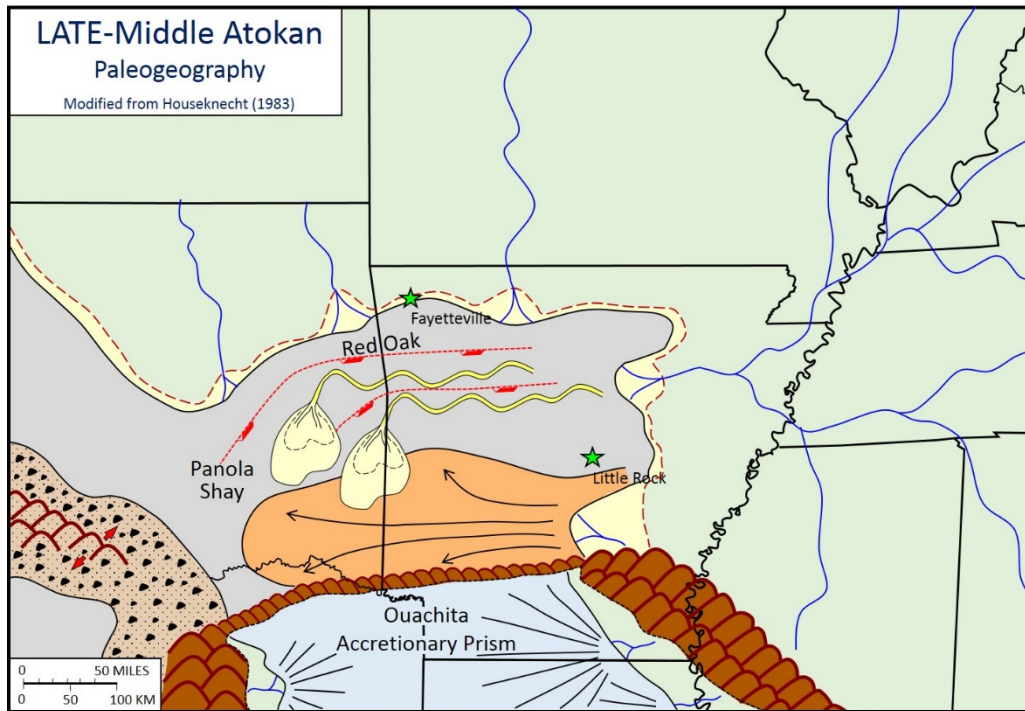 LATE-Middle Atokan
Paleogeography
Modified from Houseknecht (1983)
Fayetteville
Red Oak
Panola
Shay
Little Rock
Ouachita
Accretionary Prism
0 50 MILES
0 50 100 KM